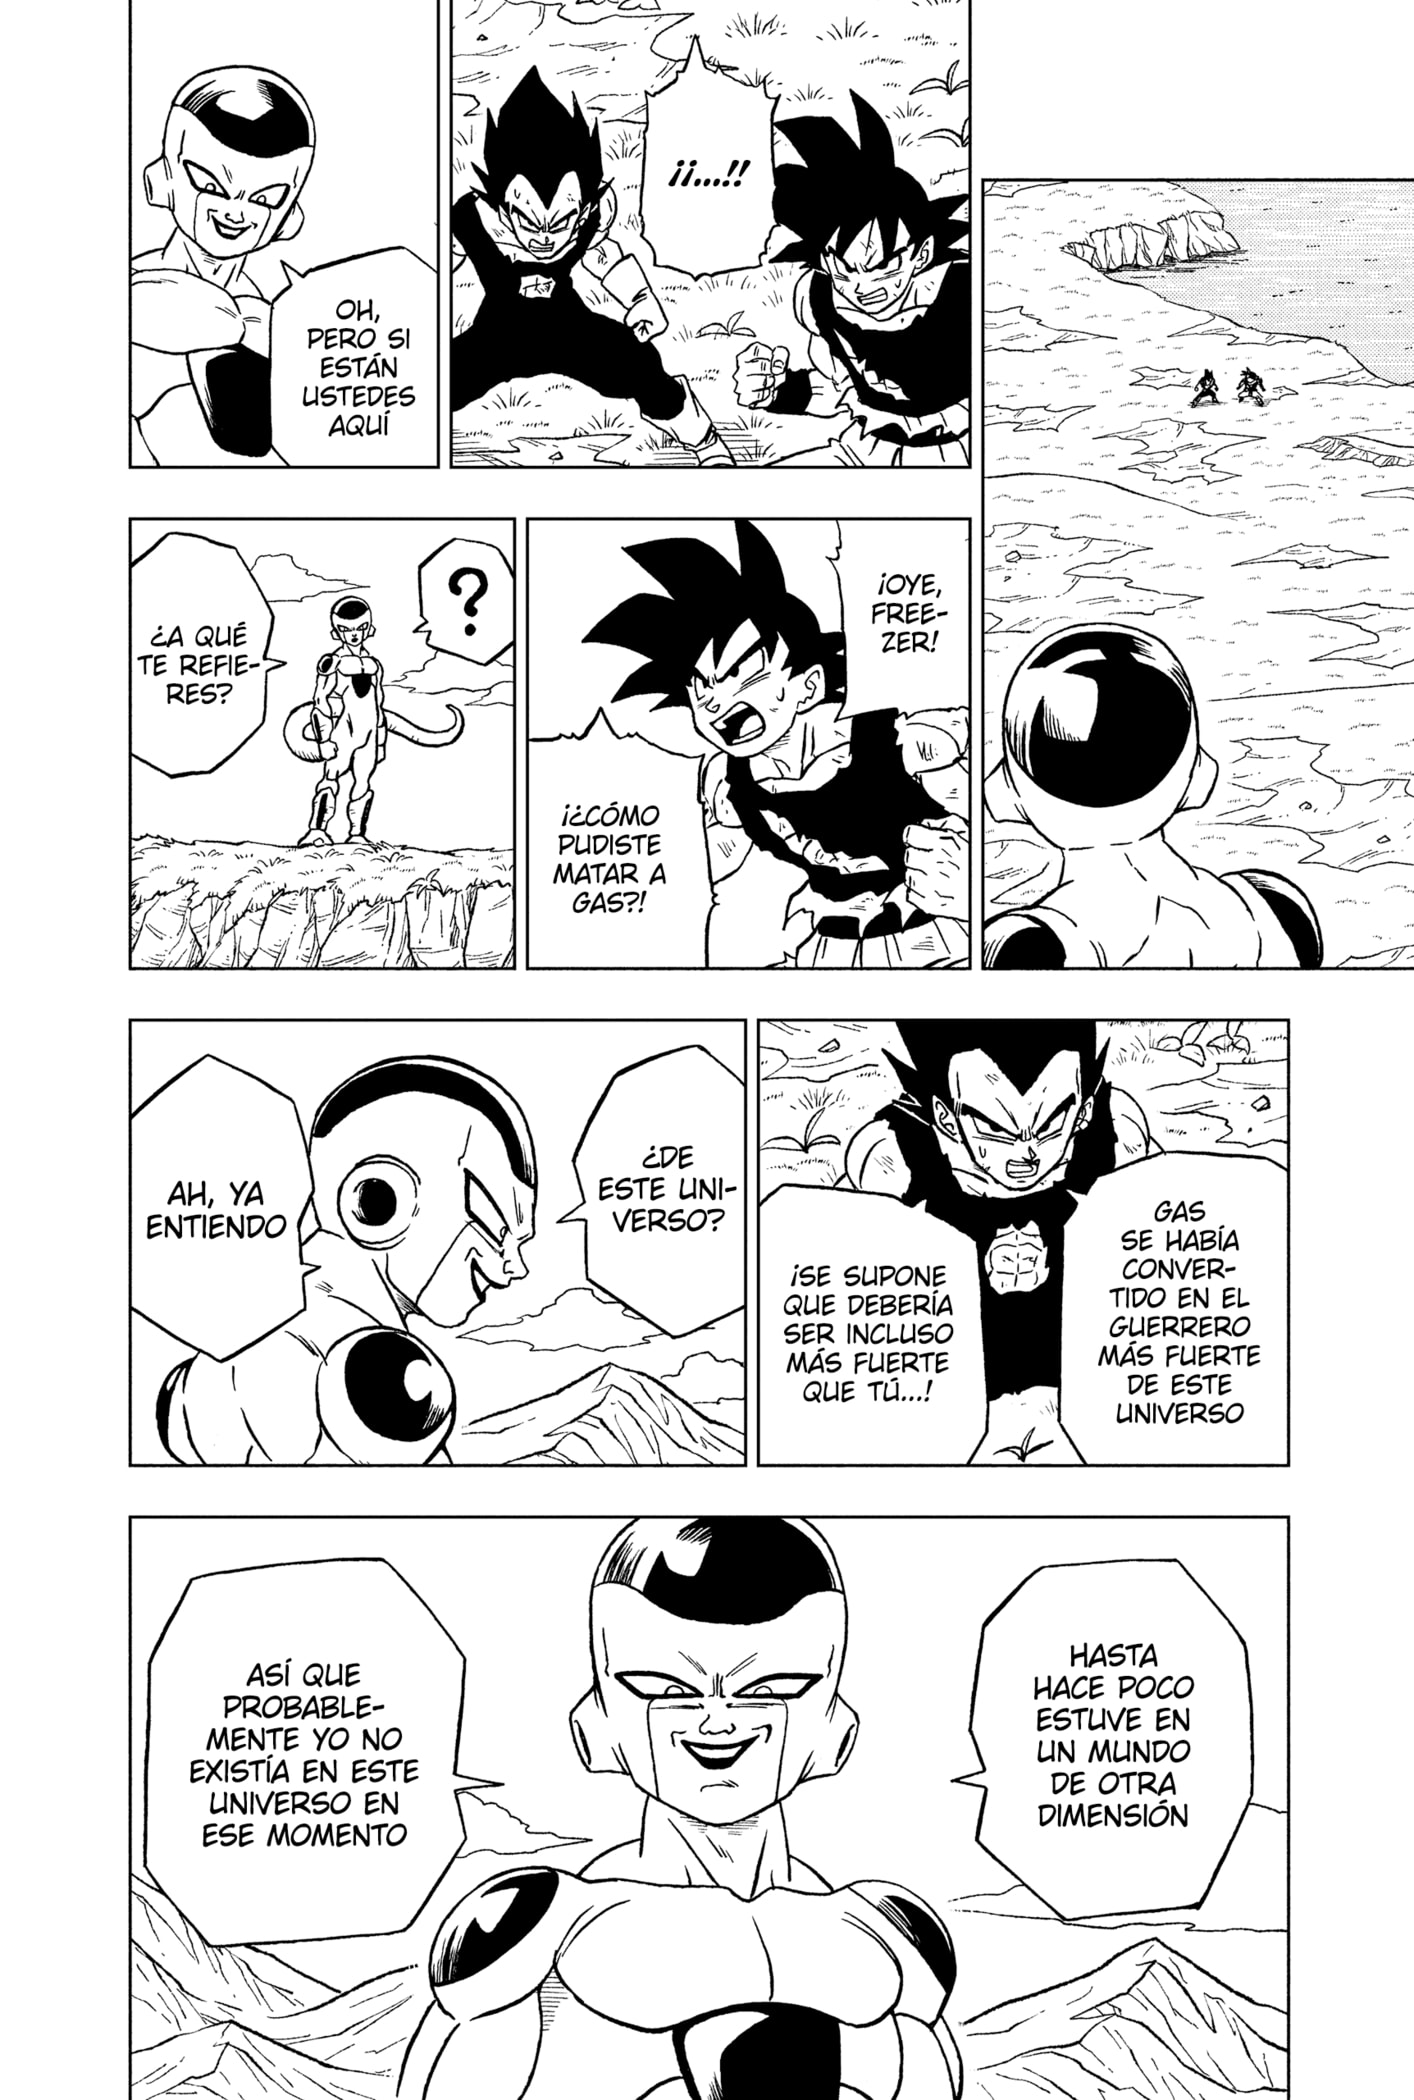 ¡¡...!!
OH,
PERO SI
ESTÁN
USTEDES
AQUÍ
¡OYE,
FREE-
ZER!
¡¿CÓMO
PUDISTE
MATAR A
GAS?!
?
¿A QUÉ
TE REFIE-
RES?
GAS
SE HABÍA
CONVER-
TIDO EN EL
GUERRERO
MÁS FUERTE
DE ESTE
UNIVERSO
¡SE SUPONE
QUE DEBERÍA
SER INCLUSO
MÁS FUERTE
QUE TÚ...!
¿DE
ESTE UNI-
VERSO?
AH, YA
ENTIENDO
HASTA
HACE POCO
ESTUVE EN
UN MUNDO
DE OTRA
DIMENSIÓN
ASÍ QUE
PROBABLE-
MENTE YO NO
EXISTÍA EN ESTE
UNIVERSO EN
ESE MOMENTO